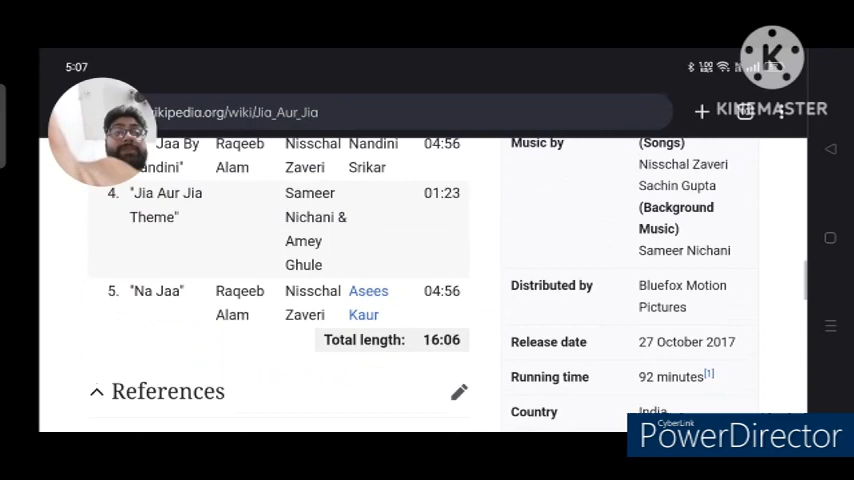 5:07
ikipedia.org/wiki/Jia_Aur_Jia
KINEMASTER
Jaa By Raqeeb Nisschal Nandini 04:56
andini" Alam Zaveri Srikar
4. "Jia Aur Jia Sameer 01:23
Theme" Nichani &
Amey
Ghule
5. "Na Jaa" Raqeeb Nisschal Asees 04:56
Alam Zaveri Kaur
Total length: 16:06
References
Music by (Songs)
Nisschal Zaveri
Sachin Gupta
(Background
Music)
Sameer Nichani
Distributed by Bluefox Motion
Pictures
Release date 27 October 2017
Running time 92 minutes[1]
Country India
CyberLink
PowerDirector